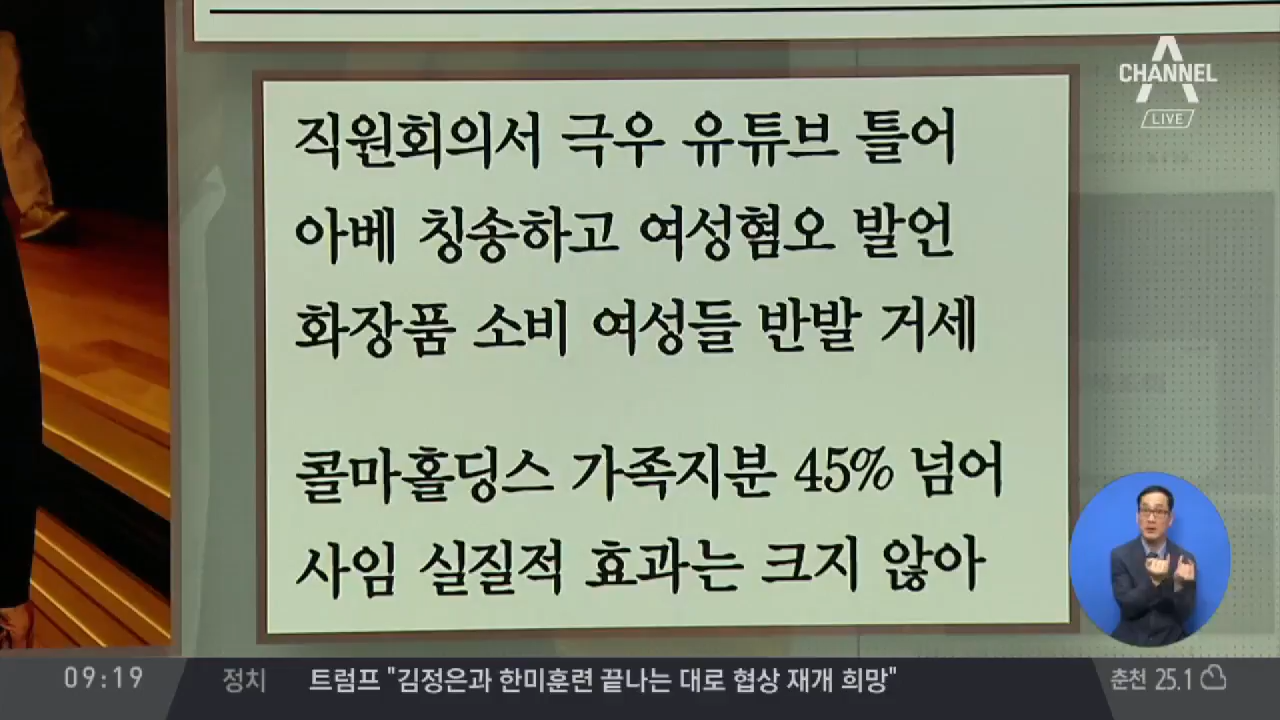 CHANNEL A
LIVE
직원회의서 극우 유튜브 틀어
아베 칭송하고 여성혐오 발언
화장품 소비 여성들 반발 거세
콜마홀딩스 가족지분 45% 넘어
사임 실질적 효과는 크지 않아
09:19 정치 트럼프 "김정은과 한미훈련 끝나는 대로 협상 재개 희망" 춘천 25.1